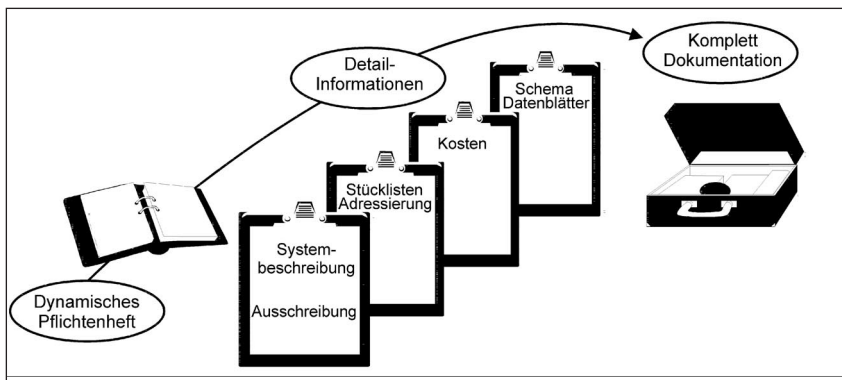 Detail-
Informationen
Komplett
Dokumentation
Schema
Datenblätter
Kosten
Stücklisten
Adressierung
System-
beschreibung
Ausschreibung
Dynamisches
Pflichtenheft